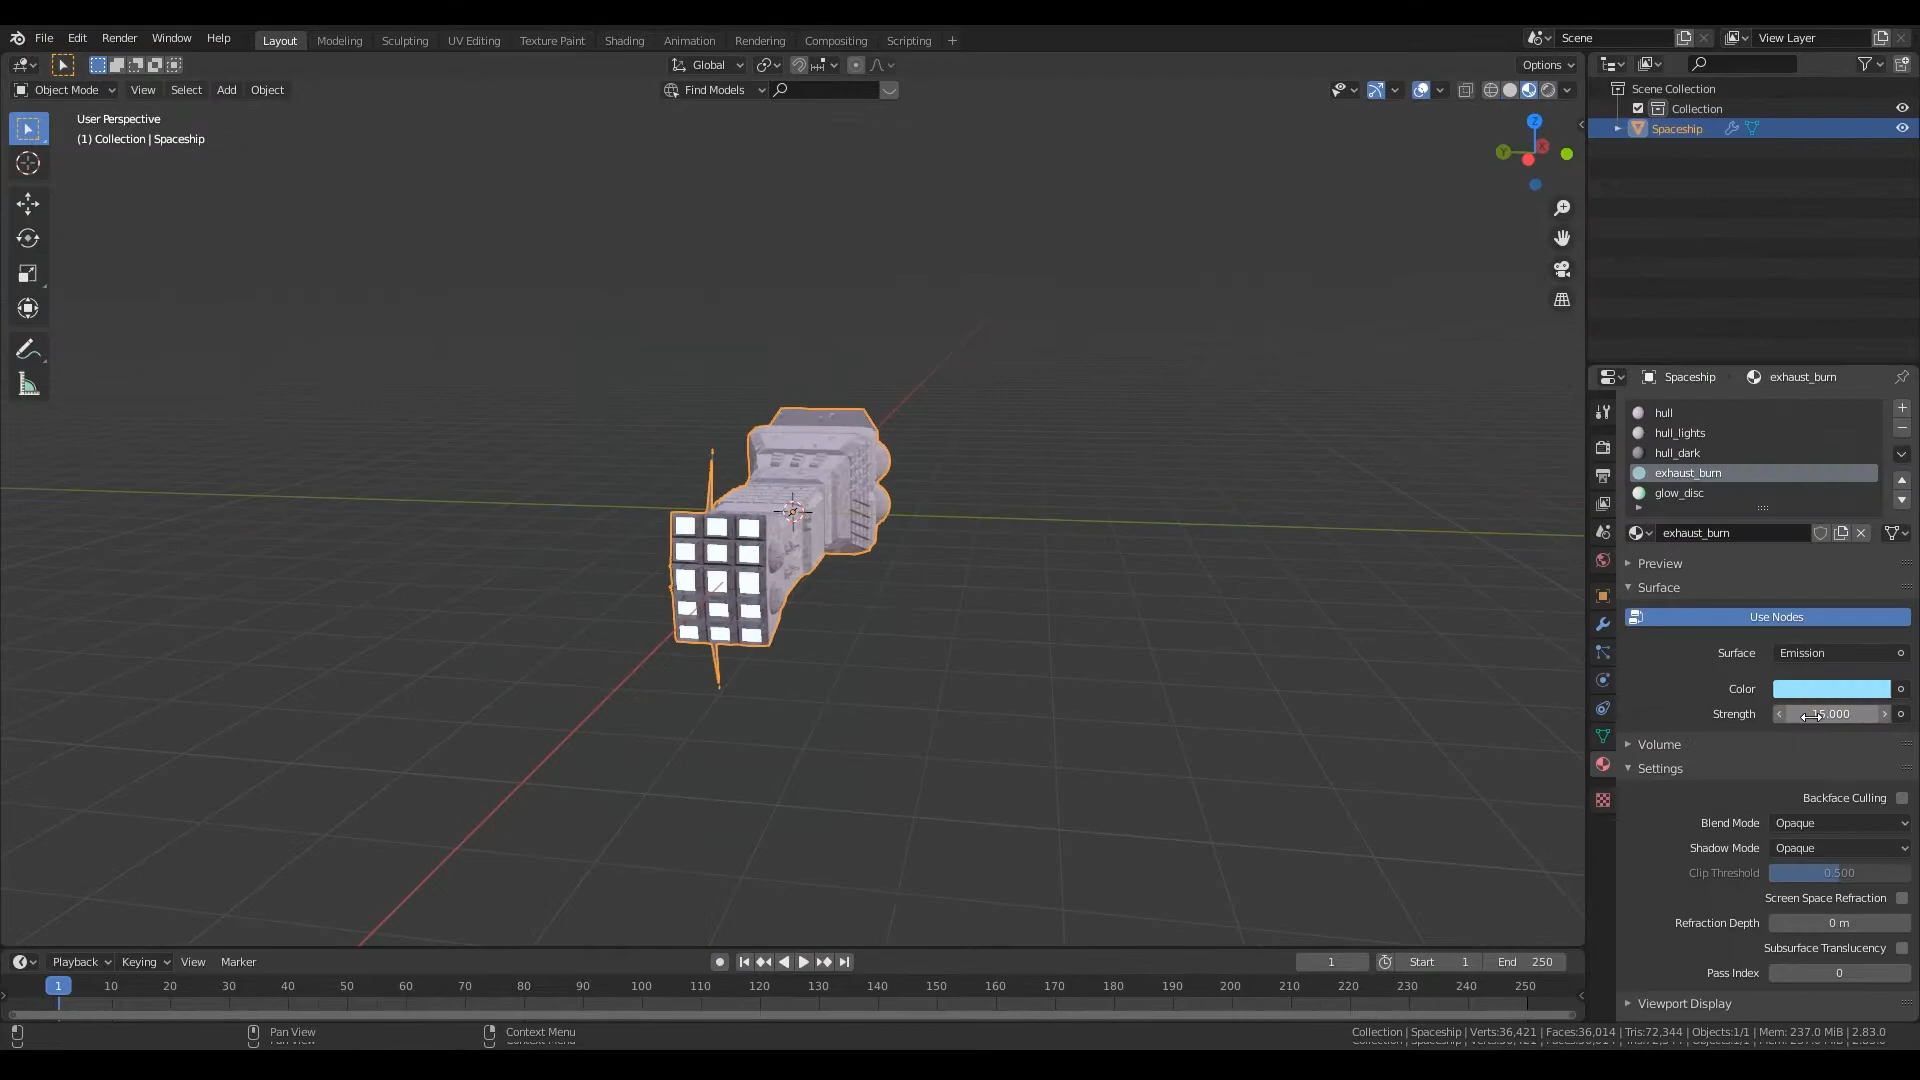 File Edit Render Window Help Layout Modeling Sculpting UV Editing Texture Paint Shading Animation Rendering Compositing Scripting + Scene View Layer
Global Options
Object Mode View Select Add Object Find Models
User Perspective
(1) Collection | Spaceship
Z
Y
X
Scene Collection
Collection
Spaceship
Spaceship exhaust_burn
hull
hull_lights
hull_dark
exhaust_burn
glow_disc
exhaust_burn
Preview
Surface
Use Nodes
Surface Emission
Color
Strength 15.000
Volume
Settings
Backface Culling
Blend Mode Opaque
Shadow Mode Opaque
Clip Threshold 0.500
Screen Space Refraction
Refraction Depth 0 m
Subsurface Translucency
Pass Index 0
Viewport Display
Playback Keying View Marker 1 Start 1 End 250
1 10 20 30 40 50 60 70 80 90 100 110 120 130 140 150 160 170 180 190 200 210 220 230 240 250
Pan View Context Menu Collection | Spaceship | Verts:36,421 | Faces:36,014 | Tris:72,344 | Objects:1/1 | Mem: 237.0 MiB | 2.83.0